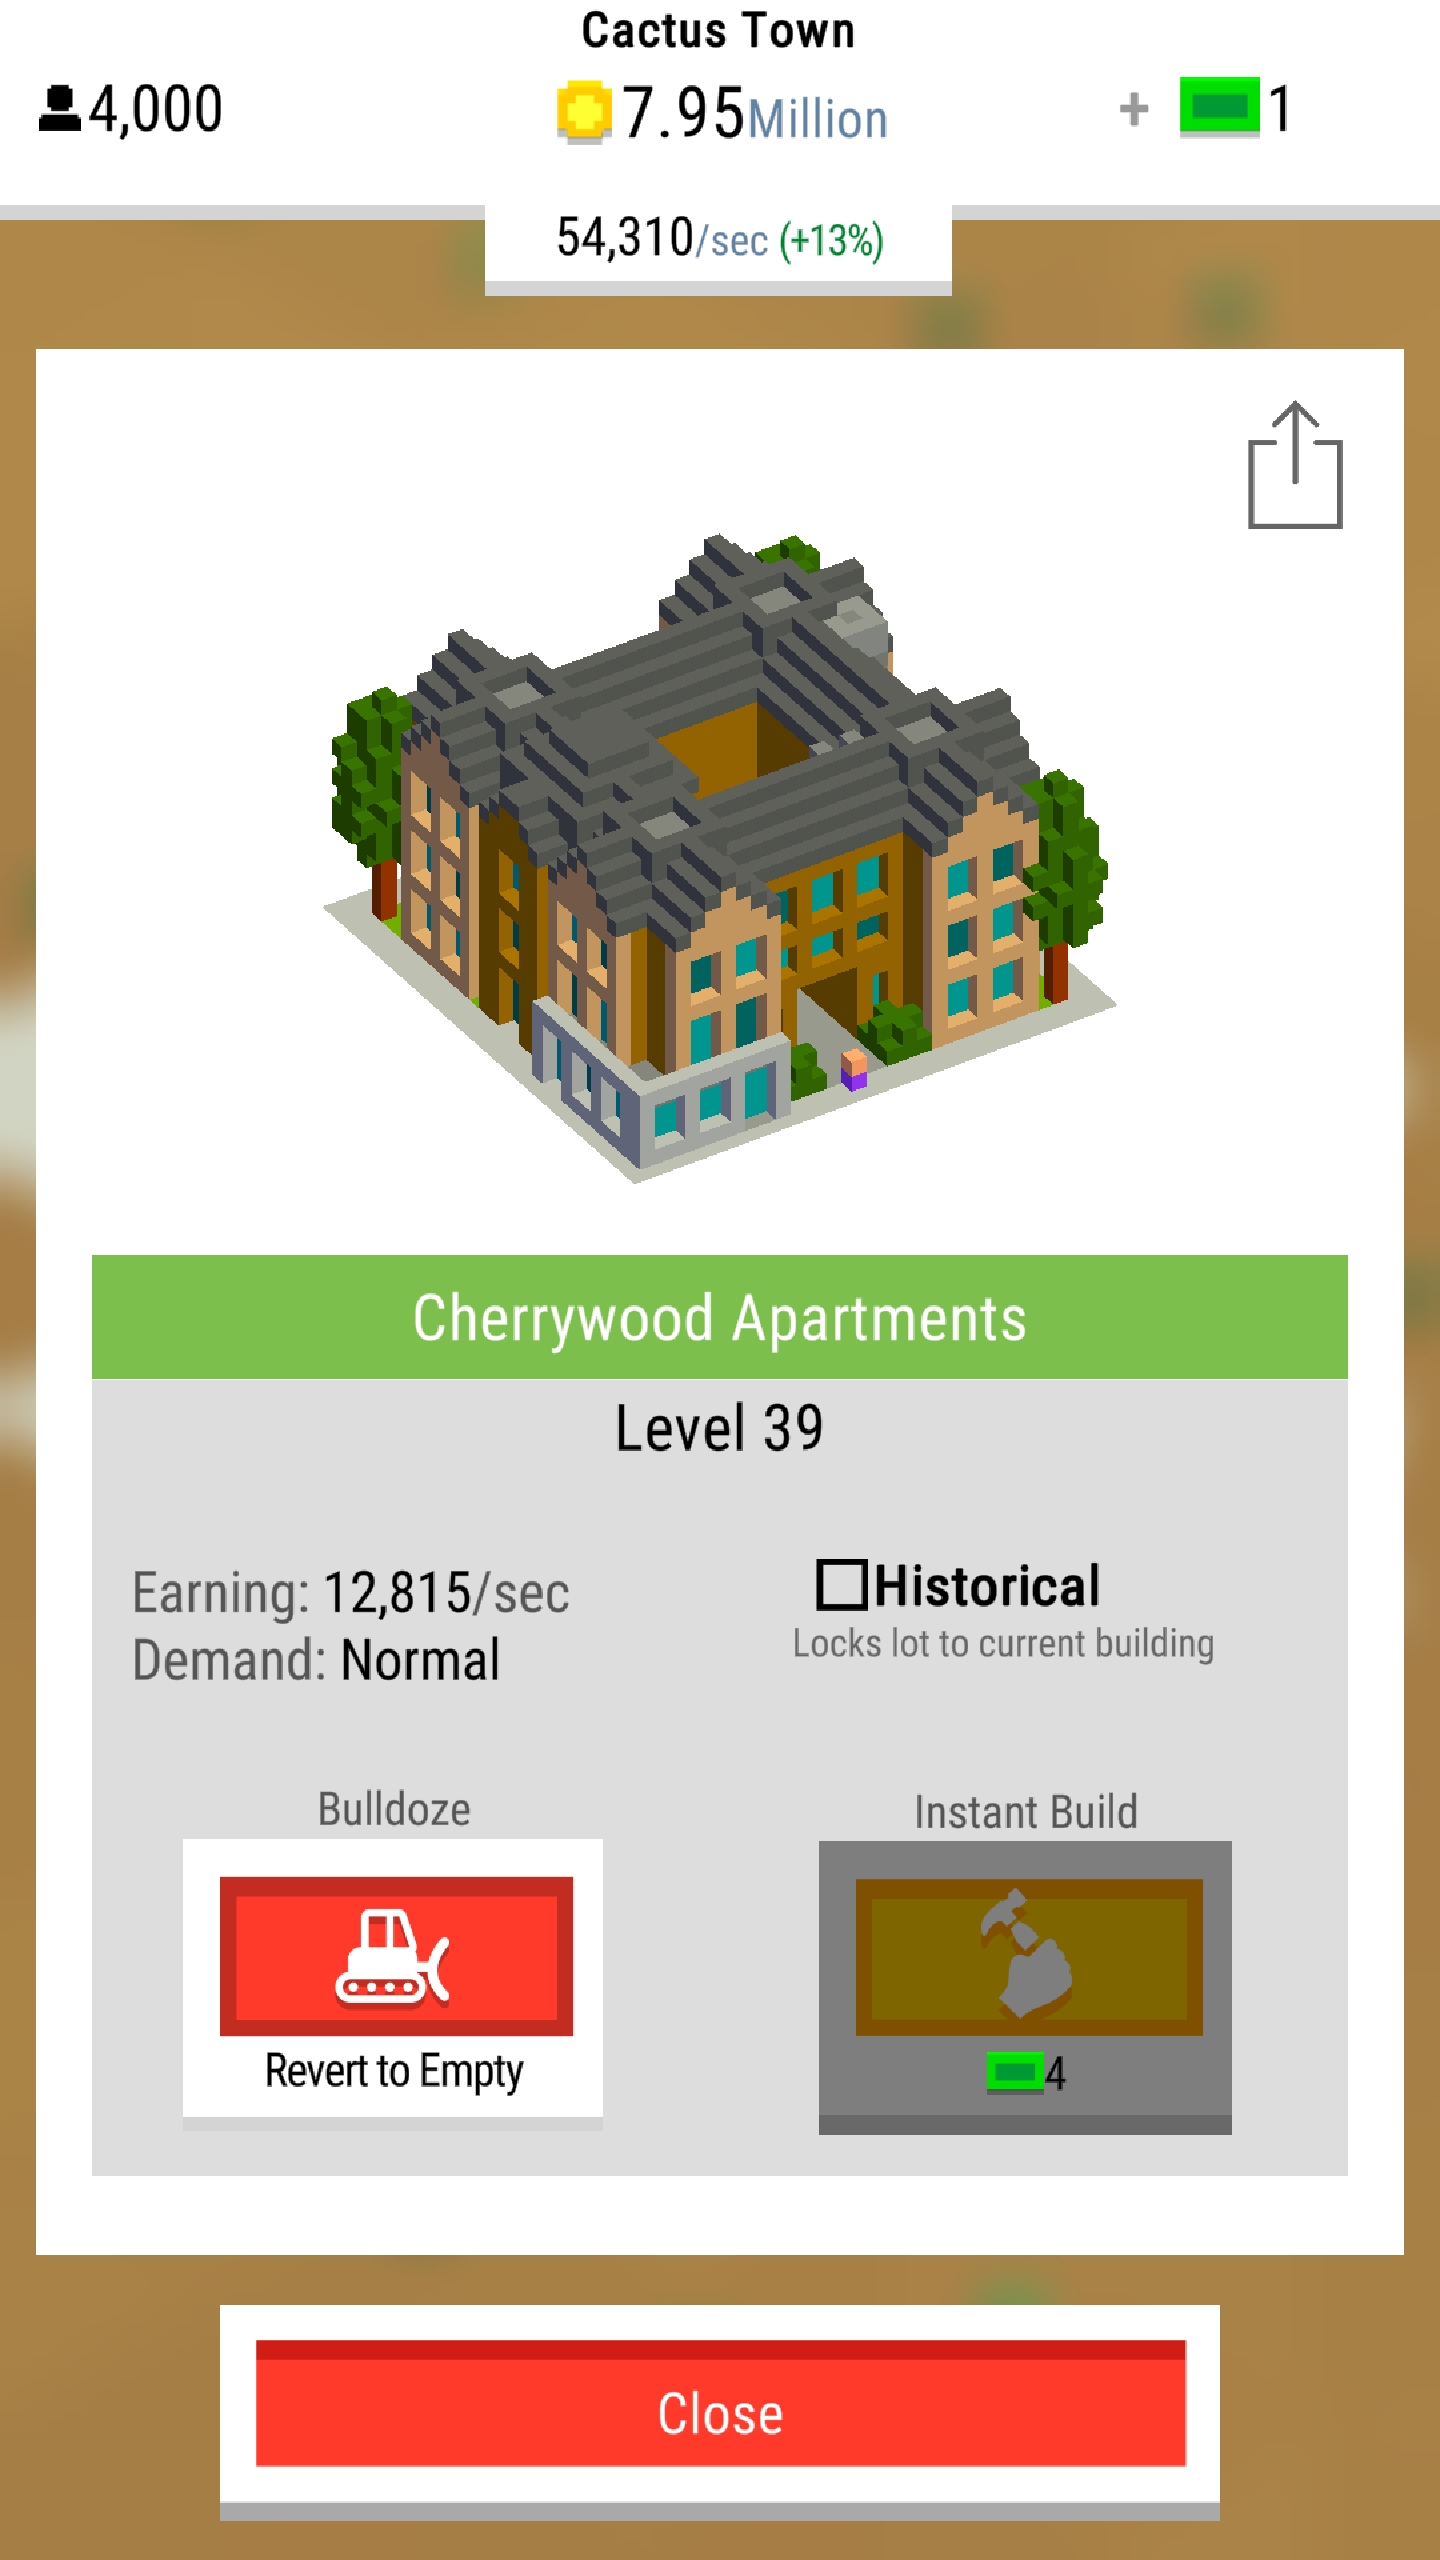 Cactus Town
4,000
7.95Million
+ 1
54,310/sec (+13%)
Cherrywood Apartments
Level 39
Earning: 12,815/sec
Demand: Normal
Historical
Locks lot to current building
Bulldoze
Revert to Empty
Instant Build
4
Close